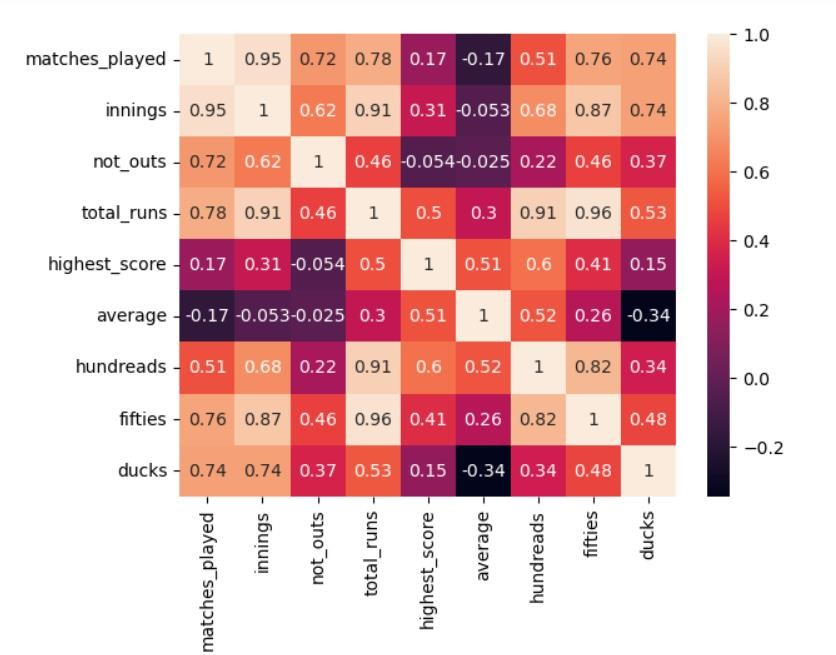 matches_played 1 0.95 0.72 0.78 0.17 -0.17 0.51 0.76 0.74
innings 0.95 1 0.62 0.91 0.31 -0.053 0.68 0.87 0.74
not_outs 0.72 0.62 1 0.46 -0.054 -0.025 0.22 0.46 0.37
total_runs 0.78 0.91 0.46 1 0.5 0.3 0.91 0.96 0.53
highest_score 0.17 0.31 -0.054 0.5 1 0.51 0.6 0.41 0.15
average -0.17 -0.053 -0.025 0.3 0.51 1 0.52 0.26 -0.34
hundreads 0.51 0.68 0.22 0.91 0.6 0.52 1 0.82 0.34
fifties 0.76 0.87 0.46 0.96 0.41 0.26 0.82 1 0.48
ducks 0.74 0.74 0.37 0.53 0.15 -0.34 0.34 0.48 1
matches_played
innings
not_outs
total_runs
highest_score
average
hundreads
fifties
ducks
1.0
0.8
0.6
0.4
0.2
0.0
−0.2